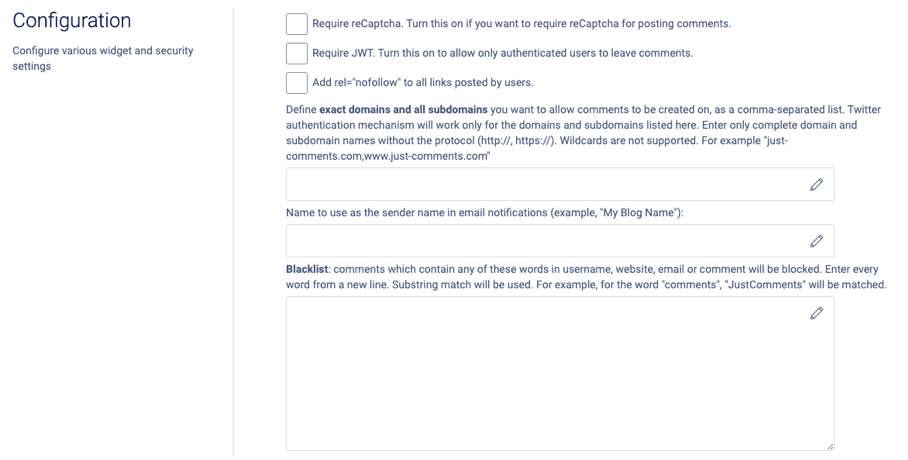 Configuration
Configure various widget and security
settings
Require reCaptcha. Turn this on if you want to require reCaptcha for posting comments.
Require JWT. Turn this on to allow only authenticated users to leave comments.
Add rel="nofollow" to all links posted by users.
Define exact domains and all subdomains you want to allow comments to be created on, as a comma-separated list. Twitter
authentication mechanism will work only for the domains and subdomains listed here. Enter only complete domain and
subdomain names without the protocol (http://, https://). Wildcards are not supported. For example "just-
comments.com,www.just-comments.com"
Name to use as the sender name in email notifications (example, "My Blog Name"):
Blacklist: comments which contain any of these words in username, website, email or comment will be blocked. Enter every
word from a new line. Substring match will be used. For example, for the word "comments", "JustComments" will be matched.